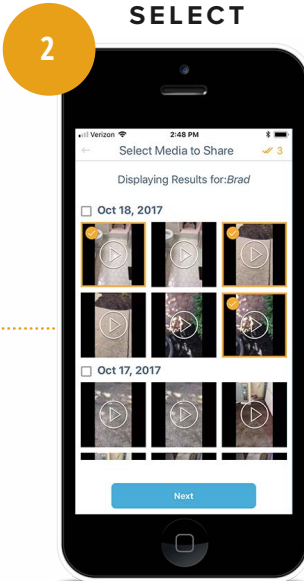 SELECT
2
Verizon 2:48 PM
Select Media to Share 3
Displaying Results for:Brad
Oct 18, 2017
Oct 17, 2017
Next